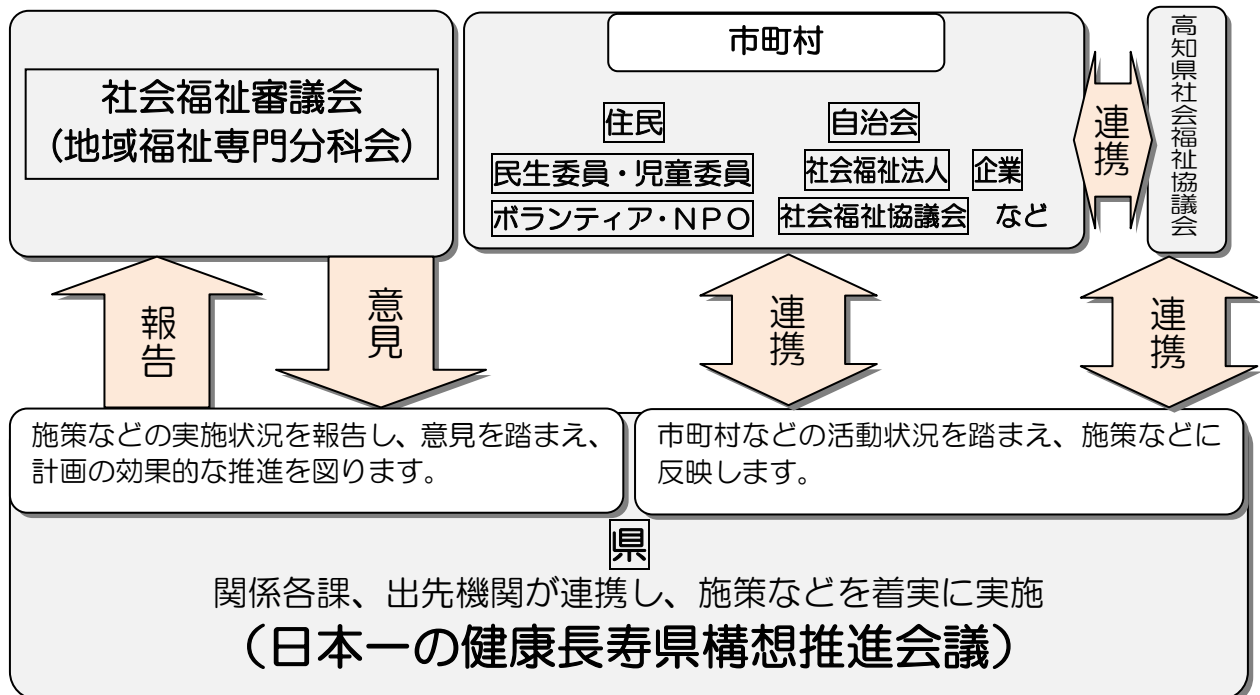 社会福祉審議会
（地域福祉専門分科会）
市町村
住民
自治会
民生委員・児童委員
社会福祉法人
企業
ボランティア・ＮＰＯ
社会福祉協議会
など
連携
高知県社会福祉協議会
報告
意見
連携
連携
施策などの実施状況を報告し、意見を踏まえ、
計画の効果的な推進を図ります。
市町村などの活動状況を踏まえ、施策などに
反映します。
県
関係各課、出先機関が連携し、施策などを着実に実施
（日本一の健康長寿県構想推進会議）